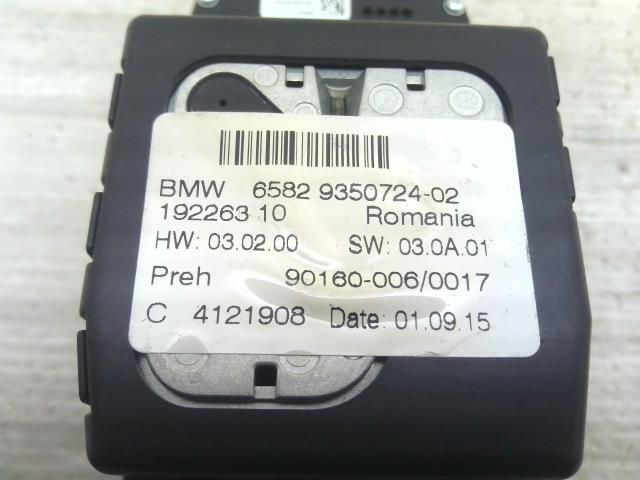 BMW 6582 9350724-02
192263 10 Romania
HW: 03.02.00 SW: 03.0A.01
Preh 90160-006/0017
C 4121908 Date: 01.09.15